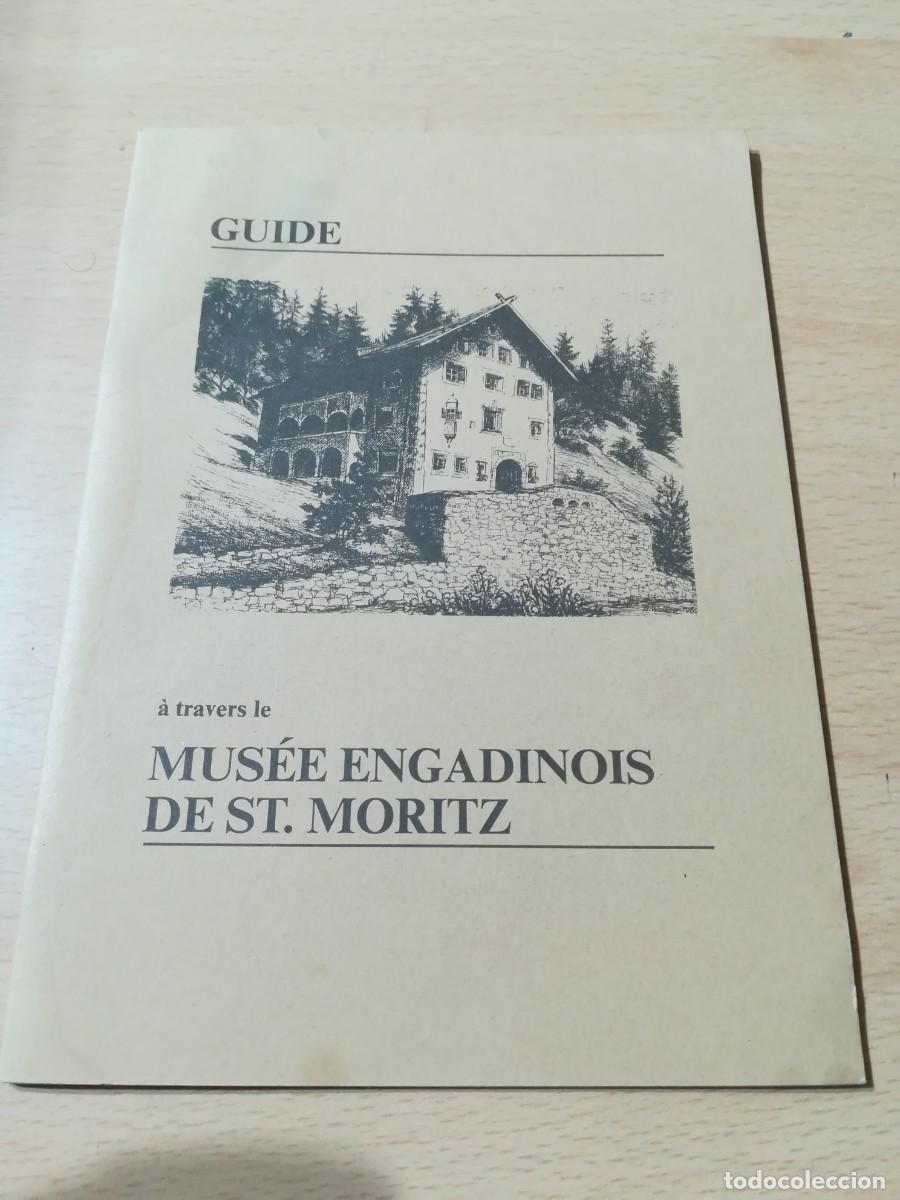 GUIDE
à travers le
MUSÉE ENGADINOIS
DE ST. MORITZ
todocoleccion